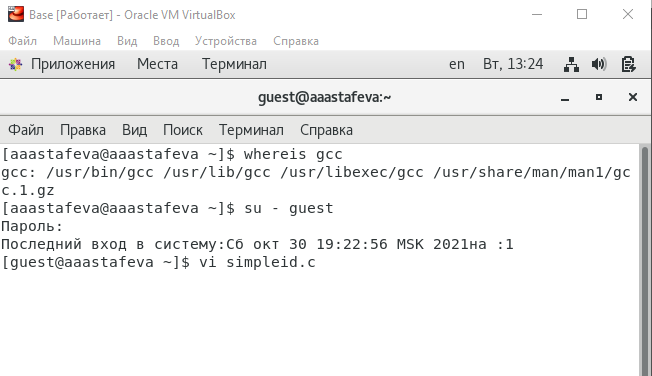 Base [Работает] - Oracle VM VirtualBox
Файл Машина Вид Ввод Устройства Справка
Приложения Места Терминал en Вт, 13:24
guest@aaastafeva:~
Файл Правка Вид Поиск Терминал Справка
[aaastafeva@aaastafeva ~]$ whereis gcc
gcc: /usr/bin/gcc /usr/lib/gcc /usr/libexec/gcc /usr/share/man/man1/gc
c.1.gz
[aaastafeva@aaastafeva ~]$ su - guest
Пароль:
Последний вход в систему:Сб окт 30 19:22:56 MSK 2021на :1
[guest@aaastafeva ~]$ vi simpleid.c